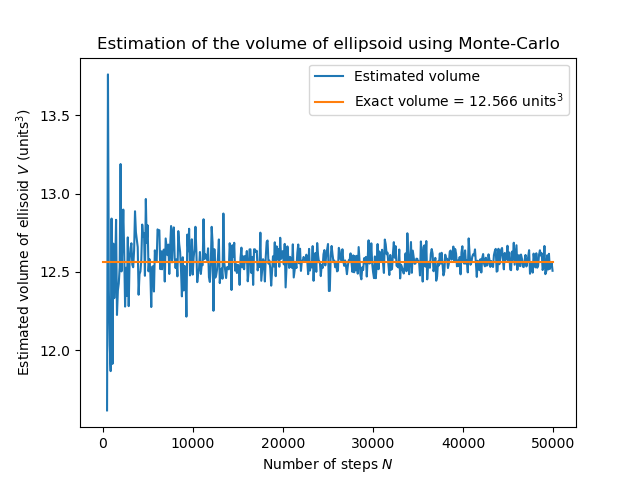 Estimation of the volume of ellipsoid using Monte-Carlo
Estimated volume
Exact volume = 12.566 units³
Estimated volume of ellisoid V (units³)
13.5
13.0
12.5
12.0
0
10000
20000
30000
40000
50000
Number of steps N